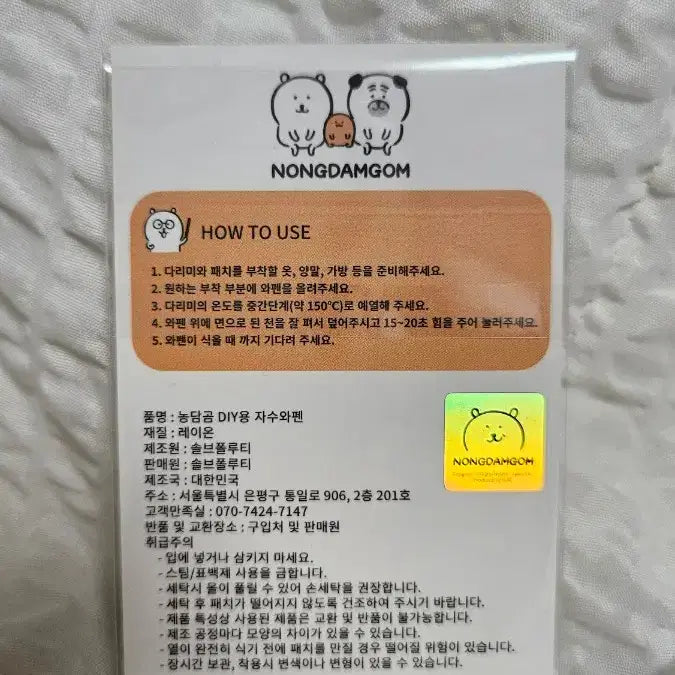 NONGDAMGOM
HOW TO USE
1. 다리미와 패치를 부착할 옷, 양말, 가방 등을 준비해주세요.
2. 원하는 부착 부분에 와펜을 올려주세요.
3. 다리미의 온도를 중간단계(약 150℃)로 예열해 주세요.
4. 와펜 위에 면으로 된 천을 잘 펴서 덮어주시고 15~20초 힘을 주어 눌러주세요.
5. 와펜이 식을 때 까지 기다려 주세요.
품명 : 농담곰 DIY용 자수와펜
재질 : 레이온
제조원 : 솔브폴루티
판매원 : 솔브폴루티
제조국 : 대한민국
주소 : 서울특별시 은평구 통일로 906, 2층 201호
고객만족실 : 070-7424-7147
반품 및 교환장소 : 구입처 및 판매원
취급주의
- 입에 넣거나 삼키지 마세요.
- 스팀/표백제 사용을 금합니다.
- 세탁시 올이 풀릴 수 있어 손세탁을 권장합니다.
- 세탁 후 패치가 떨어지지 않도록 건조하여 주시기 바랍니다.
- 제품 특성상 사용된 제품은 교환 및 반품이 불가능합니다.
- 제조 공정마다 모양의 차이가 있을 수 있습니다.
- 열이 완전히 식기 전에 패치를 만질 경우 떨어질 위험이 있습니다.
- 장시간 보관, 착용시 변색이나 변형이 있을 수 있습니다.
NONGDAMGOM